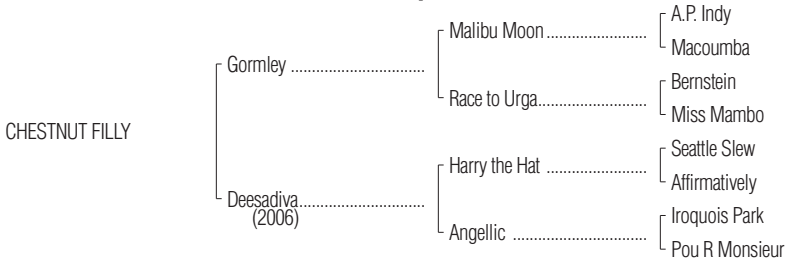 A.P. Indy
Malibu Moon ........................
Macoumba
Gormley ................................
Bernstein
Race to Urga..........................
Miss Mambo
CHESTNUT FILLY
Seattle Slew
Harry the Hat ........................
Affirmatively
Deesadiva..............................
(2006)
Iroquois Park
Angellic ................................
Pou R Monsieur